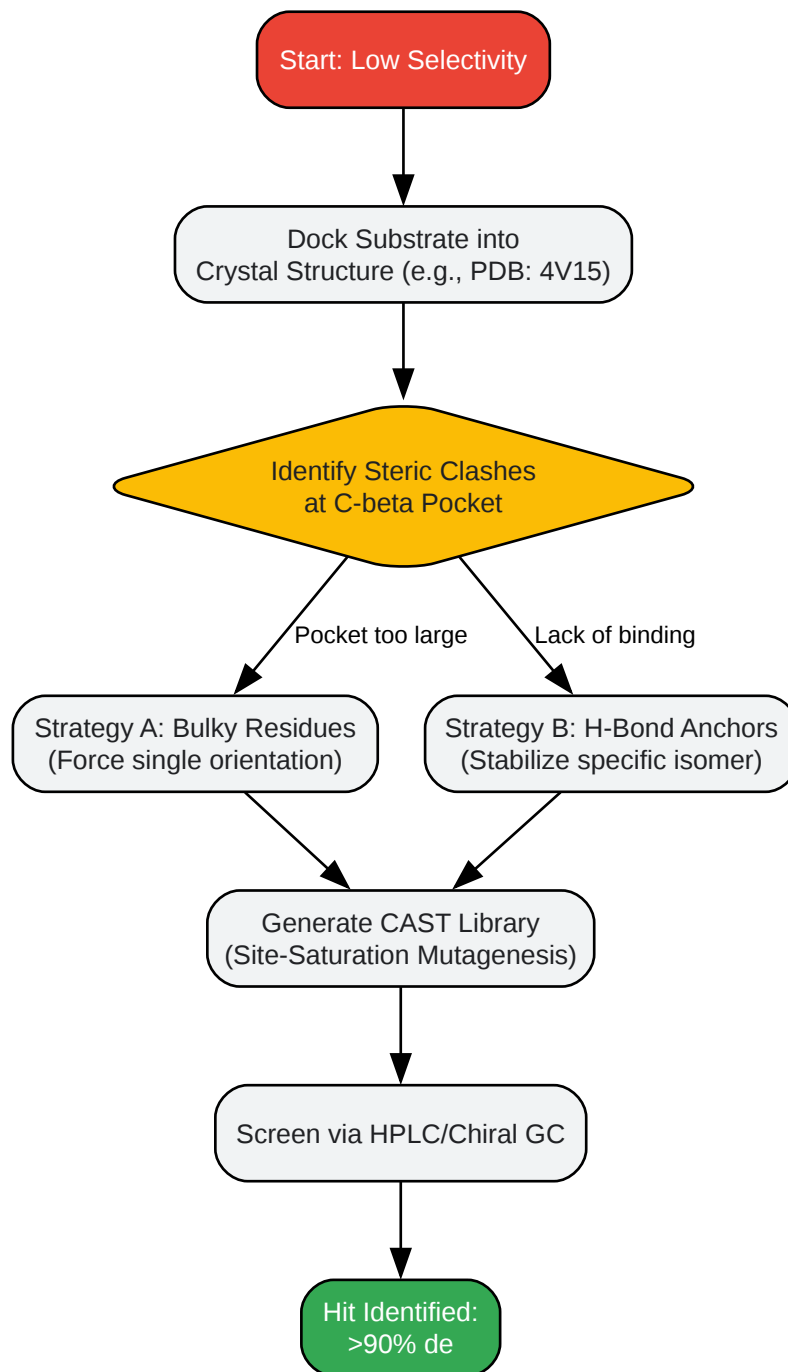 Start: Low Selectivity
Dock Substrate into
Crystal Structure (e.g., PDB: 4V15)
Identify Steric Clashes
at C-beta Pocket
Pocket too large
Lack of binding
Strategy A: Bulky Residues
(Force single orientation)
Strategy B: H-Bond Anchors
(Stabilize specific isomer)
Generate CAST Library
(Site-Saturation Mutagenesis)
Screen via HPLC/Chiral GC
Hit Identified:
>90% de